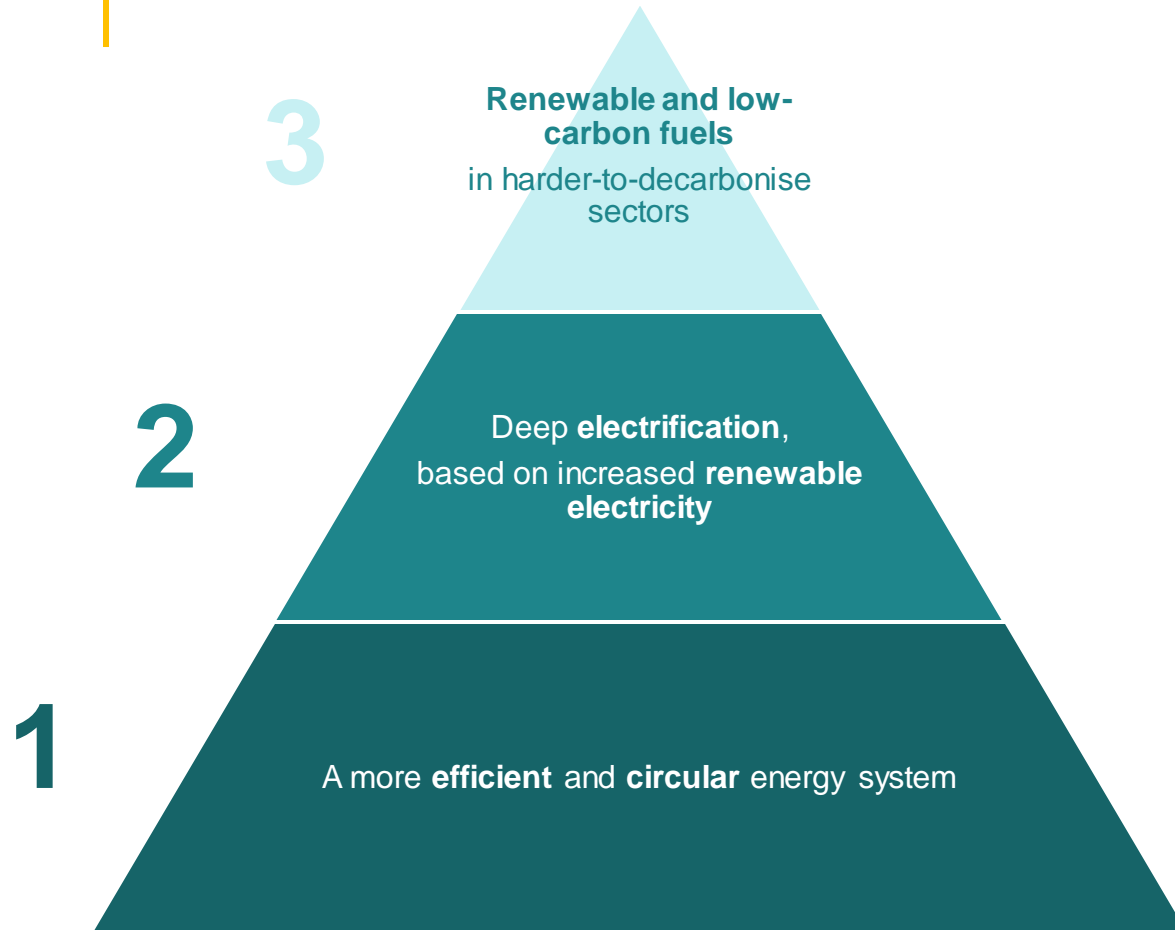 3
Renewable and low-
carbon fuels
in harder-to-decarbonise
sectors
2
Deep electrification,
based on increased renewable
electricity
1
A more efficient and circular energy system